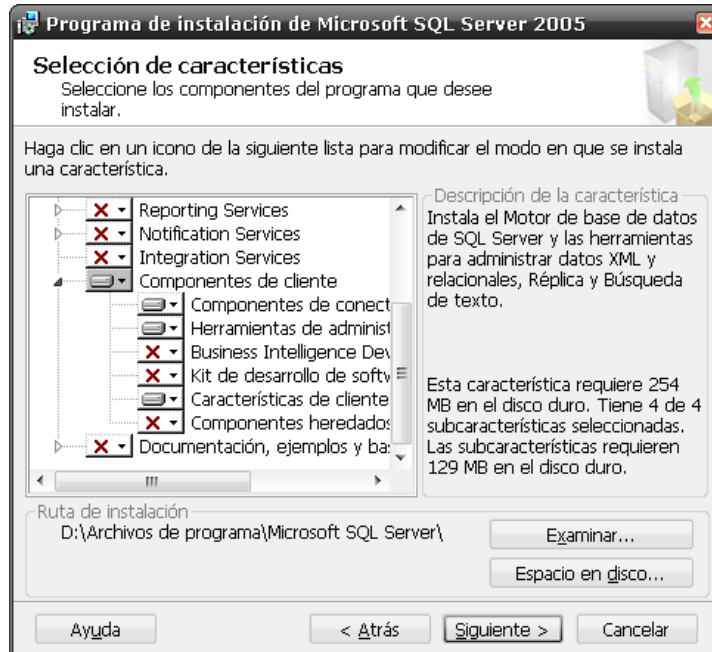 Programa de instalación de Microsoft SQL Server 2005
Selección de características
Seleccione los componentes del programa que desee
instalar.
Haga clic en un icono de la siguiente lista para modificar el modo en que se instala
una característica.
Reporting Services
Notification Services
Integration Services
Componentes de cliente
Componentes de conect
Herramientas de administ
Business Intelligence Dev
Kit de desarrollo de softv
Características de cliente
Componentes heredados
Documentación, ejemplos y ba
Descripción de la característica
Instala el Motor de base de datos
de SQL Server y las herramientas
para administrar datos XML y
relacionales, Réplica y Búsqueda
de texto.
Esta característica requiere 254
MB en el disco duro. Tiene 4 de 4
subcaracterísticas seleccionadas.
Las subcaracterísticas requieren
129 MB en el disco duro.
Ruta de instalación
D:\Archivos de programa\Microsoft SQL Server\
Examinar...
Espacio en disco...
Ayuda
< Atrás
Siguiente >
Cancelar